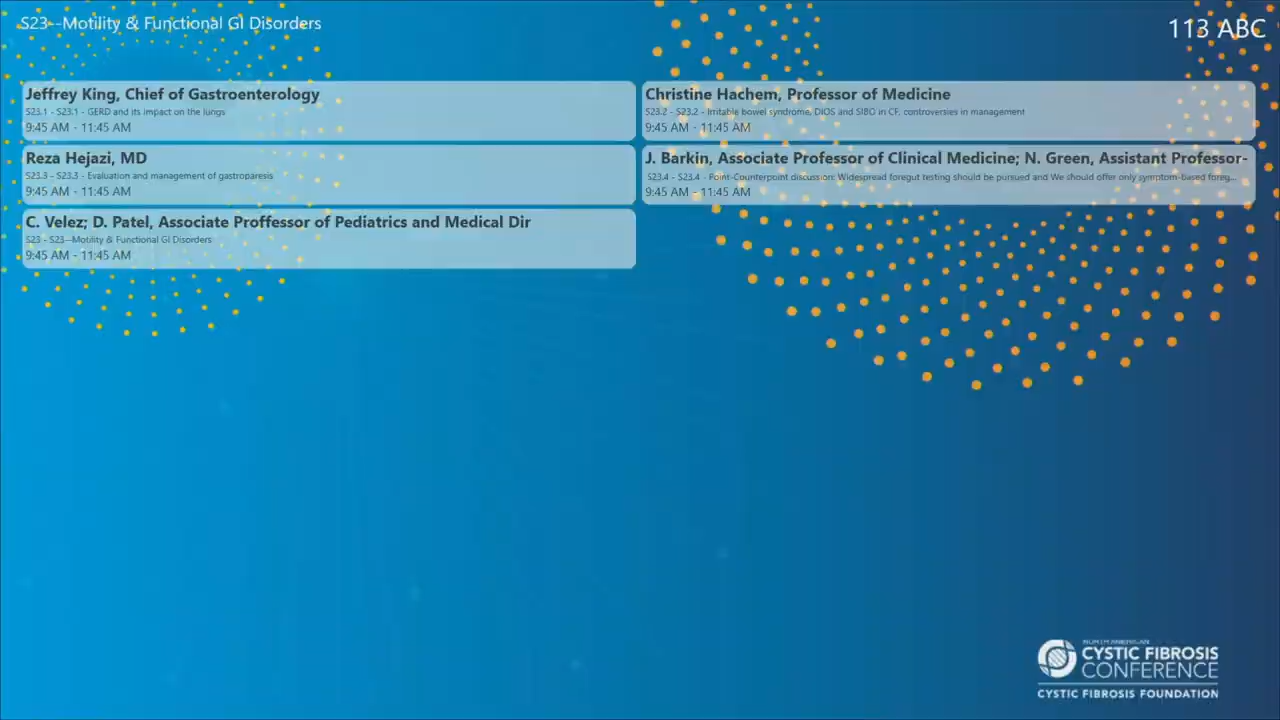 S23--Motility & Functional GI Disorders
113 ABC
Jeffrey King, Chief of Gastroenterology
S23.1 - S23.1 - GERD and its impact on the lungs
9:45 AM - 11:45 AM
Christine Hachem, Professor of Medicine
S23.2 - S23.2 - Irritable bowel syndrome, DIOS and SIBO in CF, controversies in management
9:45 AM - 11:45 AM
Reza Hejazi, MD
S23.3 - S23.3 - Evaluation and management of gastroparesis
9:45 AM - 11:45 AM
J. Barkin, Associate Professor of Clinical Medicine; N. Green, Assistant Professor-
S23.4 - S23.4 - Point-Counterpoint discussion: Widespread foregut testing should be pursued and We should offer only symptom-based foreg...
9:45 AM - 11:45 AM
C. Velez; D. Patel, Associate Proffessor of Pediatrics and Medical Dir
S23 - S23--Motility & Functional GI Disorders
9:45 AM - 11:45 AM
NORTH AMERICAN
CYSTIC FIBROSIS
CONFERENCE
CYSTIC FIBROSIS FOUNDATION